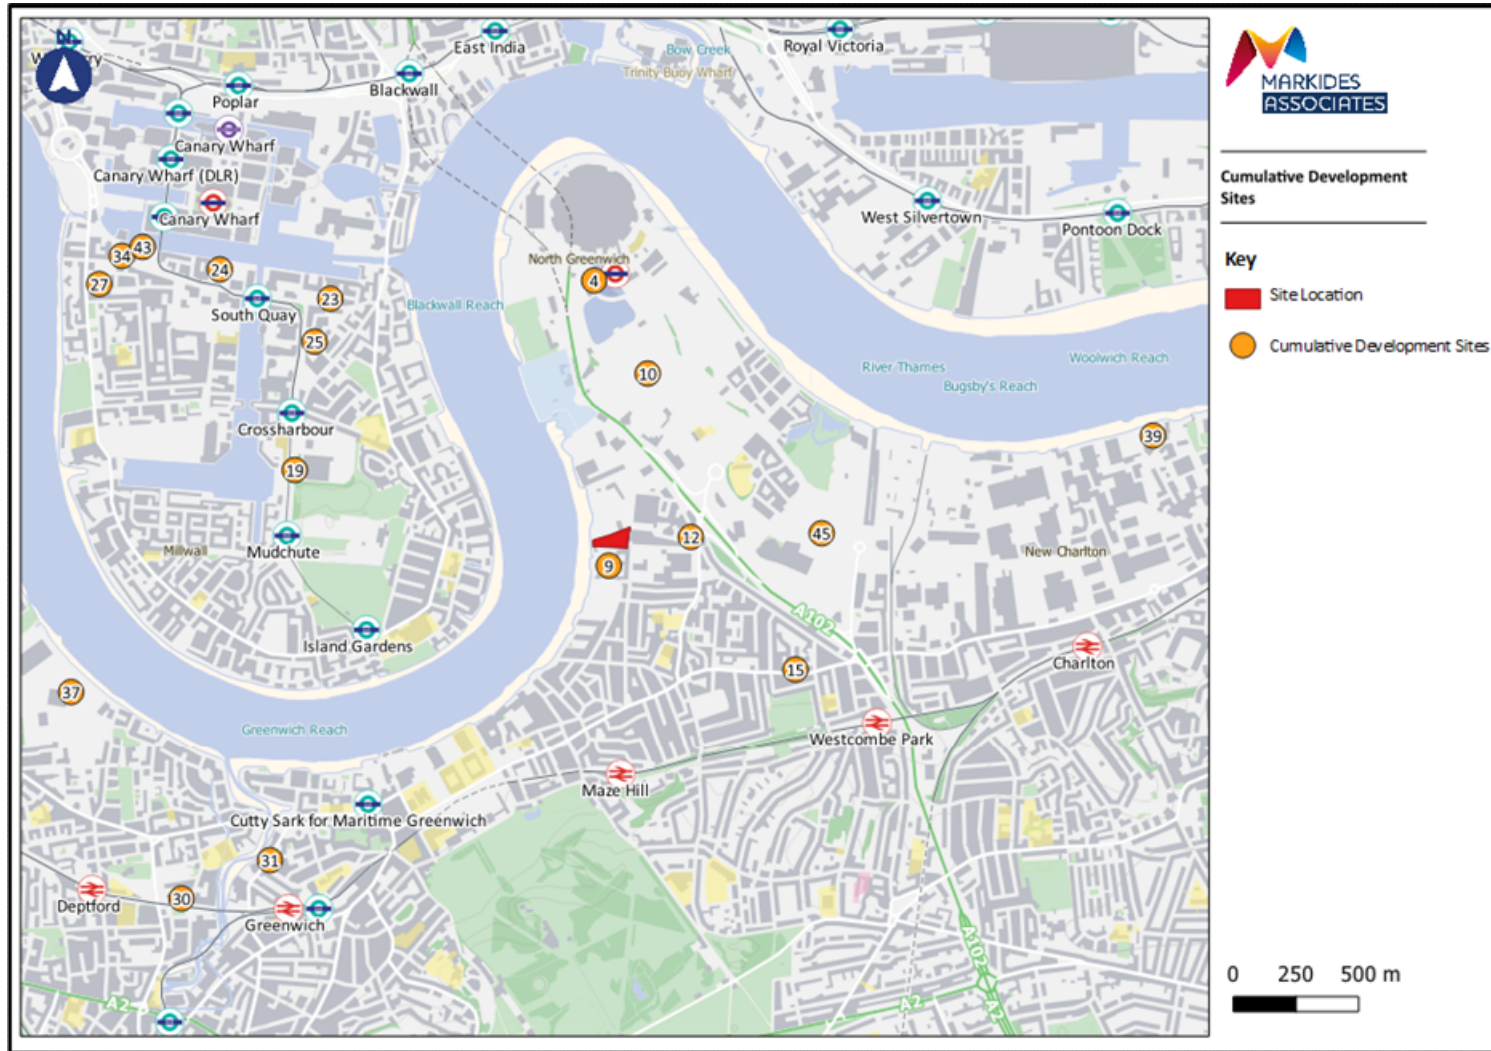 East India
Bow Creek
Trinity Buoy Wharf
Royal Victoria
N
Poplar
Blackwall
Canary Wharf
Canary Wharf (DLR)
Canary Wharf
West Silvertown
Pontoon Dock
North Greenwich
43
34
27
24
4
23
South Quay
Blackwall Reach
25
River Thames
Woolwich Reach
Bugsby's Reach
10
Crossharbour
39
19
Millwall
Mudchute
12
45
New Charlton
9
A102
Island Gardens
Charlton
15
37
Greenwich Reach
Westcombe Park
Maze Hill
Cutty Sark for Maritime Greenwich
31
Deptford
30
Greenwich
A102
A2
A2
A2
MARKIDES
ASSOCIATES
Cumulative Development
Sites
Key
Site Location
Cumulative Development Sites
0 250 500 m